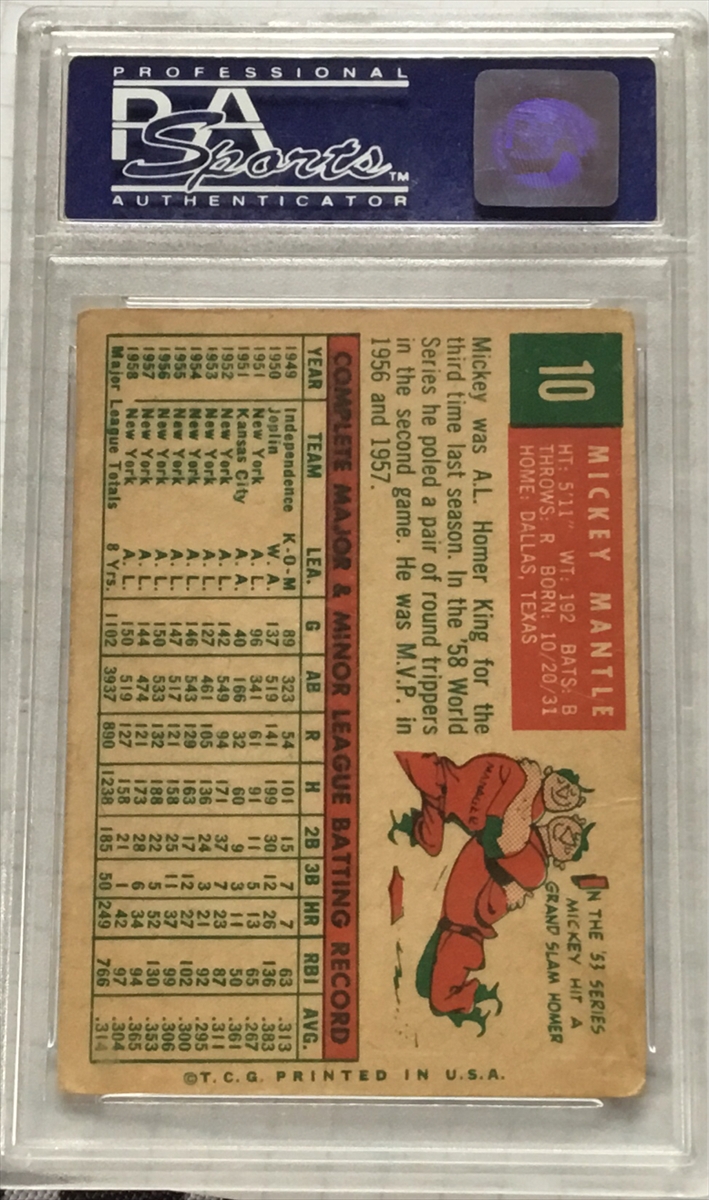 PROFESSIONAL
PSA
Sports™
AUTHENTICATOR
10
MICKEY MANTLE
HT: 5'11" WT: 192 BATS: B
THROWS: R BORN: 10/20/31
HOME: DALLAS, TEXAS
Mickey was A.L. Homer King for the
third time last season. In the '58 World
Series he poled a pair of round trippers
in the second game. He was M.V.P. in
1956 and 1957.
IN THE '53 SERIES
MICKEY HIT A
GRAND SLAM HOMER
COMPLETE MAJOR & MINOR LEAGUE BATTING RECORD
YEAR TEAM LEA. G AB R H 2B 3B HR RBI AVG.
1949 Independence K-O-M 89 323 54 101 15 7 7 63 .313
1950 Joplin W. A. 137 519 141 199 30 12 26 136 .383
1951 New York A. L. 96 341 61 91 11 5 13 65 .267
1951 Kansas City A. A. 40 166 32 60 9 3 11 50 .361
1952 New York A. L. 142 549 94 171 37 7 23 87 .311
1953 New York A. L. 127 461 105 136 24 3 21 92 .295
1954 New York A. L. 146 543 129 163 17 12 27 102 .300
1955 New York A. L. 147 517 121 158 25 11 37 99 .306
1956 New York A. L. 150 533 132 188 22 5 52 130 .353
1957 New York A. L. 144 474 121 173 28 6 34 94 .365
1958 New York A. L. 150 519 127 158 21 1 42 97 .304
Major League Totals 8 Yrs. 1102 3937 890 1238 185 50 249 766 .314
©T.C.G. PRINTED IN U.S.A.